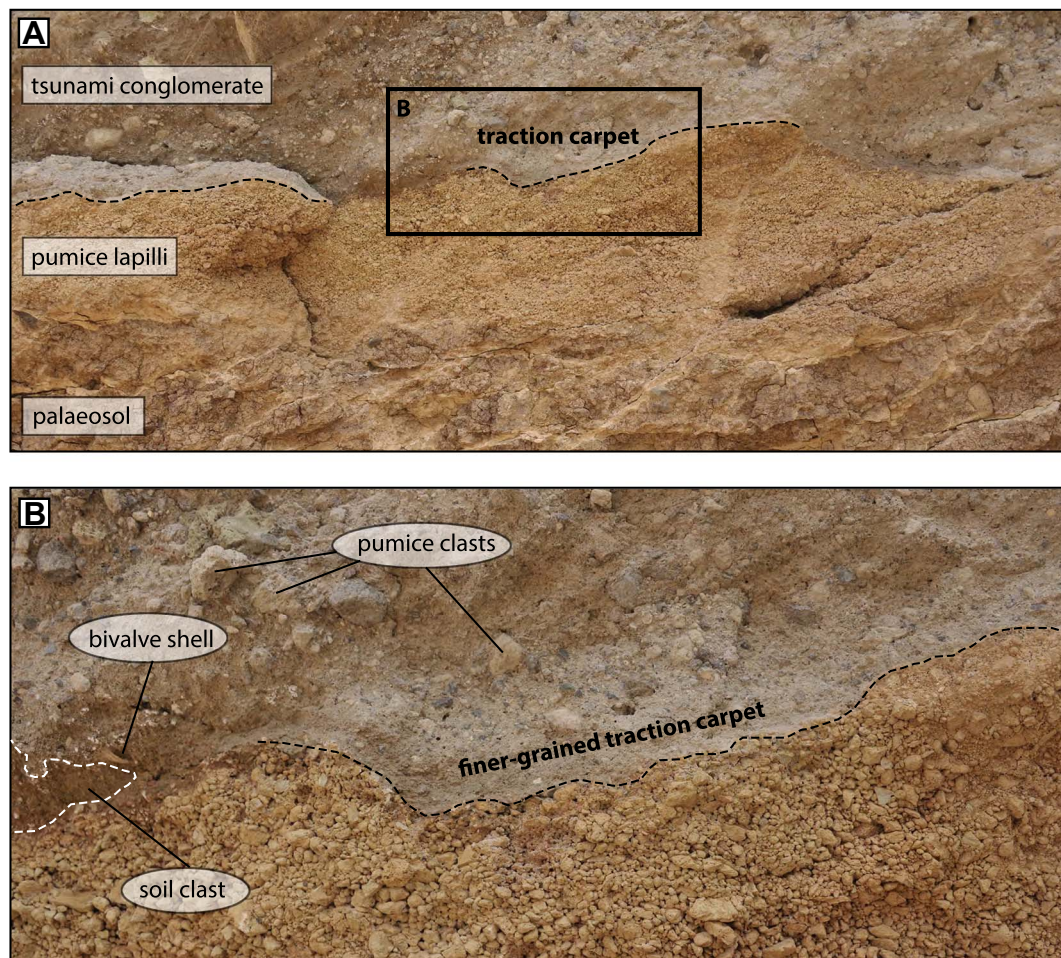 A
tsunami conglomerate
B
traction carpet
pumice lapilli
palaeosol
B
pumice clasts
bivalve shell
finer-grained traction carpet
soil clast